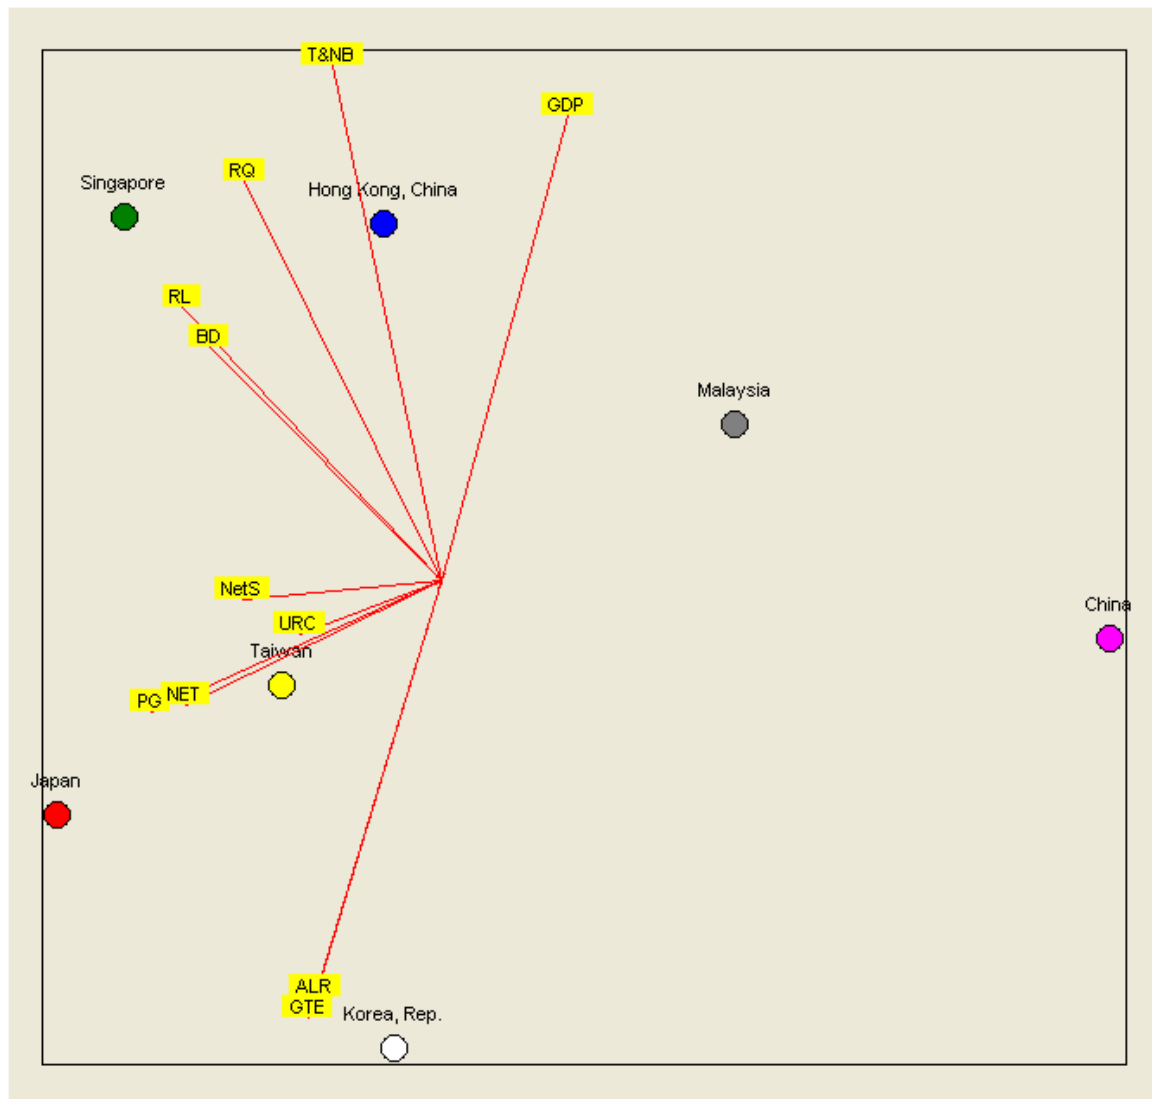 T&NB
GDP
RQ
Singapore
Hong Kong, China
RL
BD
Malaysia
NetS
China
URC
Taiwan
PG
NET
Japan
ALR
GTE
Korea, Rep.